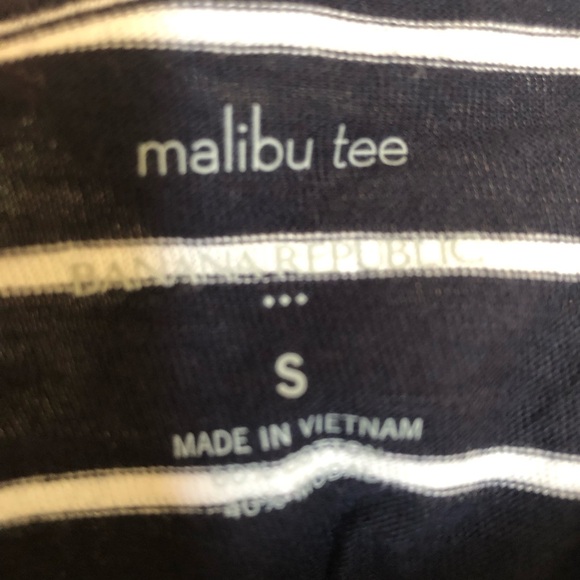 malibu tee
BANANA REPUBLIC
•••
S
MADE IN VIETNAM